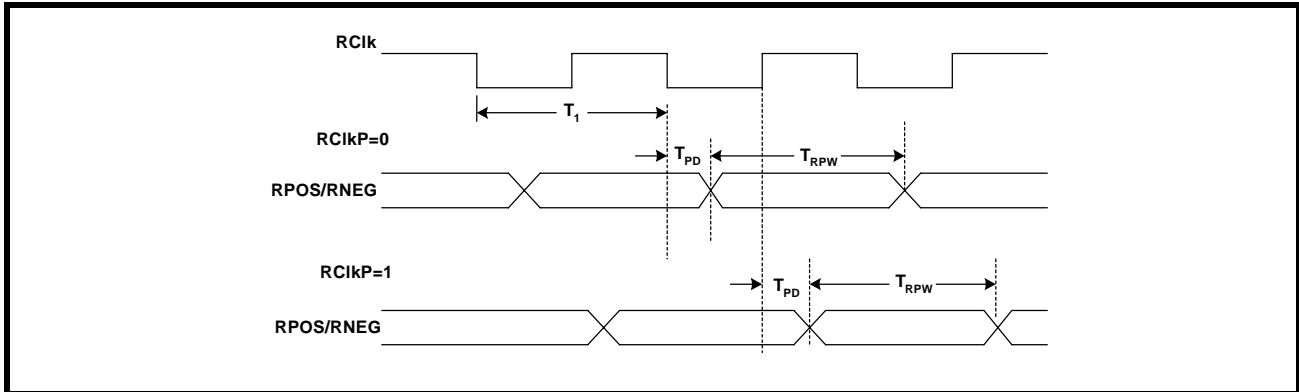 RClk
T1
RClkP=0
TPD
TRPW
RPOS/RNEG
RClkP=1
TPD
TRPW
RPOS/RNEG